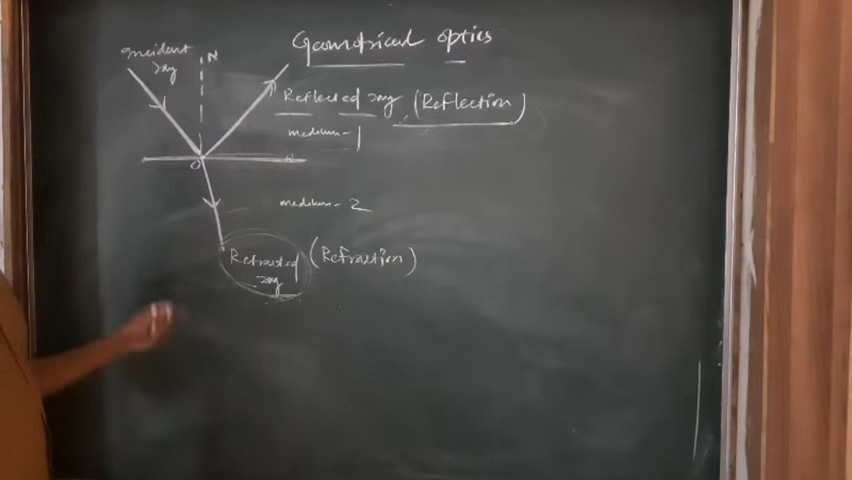 Geometrical optics
Incident
ray
N
Reflected ray (Reflection)
medium-1
O
medium-2
Refracted
ray
(Refraction)